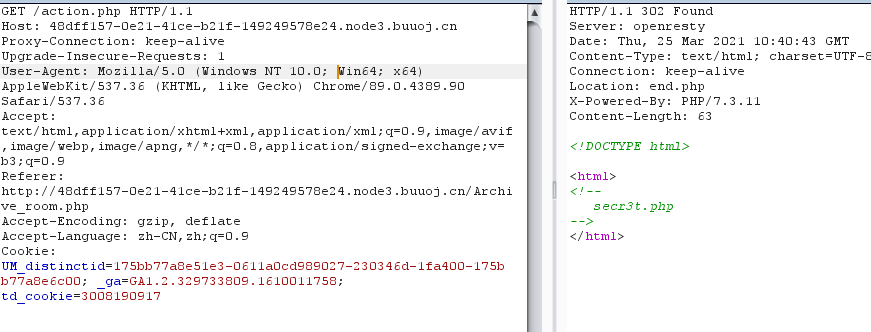 GET /action.php HTTP/1.1
Host: 48dff157-0e21-41ce-b21f-149249578e24.node3.buuoj.cn
Proxy-Connection: keep-alive
Upgrade-Insecure-Requests: 1
User-Agent: Mozilla/5.0 (Windows NT 10.0; Win64; x64)
AppleWebKit/537.36 (KHTML, like Gecko) Chrome/89.0.4389.90
Safari/537.36
Accept:
text/html,application/xhtml+xml,application/xml;q=0.9,image/avif
,image/webp,image/apng,*/*;q=0.8,application/signed-exchange;v=
b3;q=0.9
Referer:
http://48dff157-0e21-41ce-b21f-149249578e24.node3.buuoj.cn/Archi
ve_room.php
Accept-Encoding: gzip, deflate
Accept-Language: zh-CN,zh;q=0.9
Cookie:
UM_distinctid=175bb77a8e51e3-0611a0cd989027-230346d-1fa400-175b
b77a8e6c00; _ga=GA1.2.329733809.1610011758;
td_cookie=3008190917
HTTP/1.1 302 Found
Server: openresty
Date: Thu, 25 Mar 2021 10:40:43 GMT
Content-Type: text/html; charset=UTF-8
Connection: keep-alive
Location: end.php
X-Powered-By: PHP/7.3.11
Content-Length: 63
<!DOCTYPE html>
<html>
<!--
secr3t.php
-->
</html>